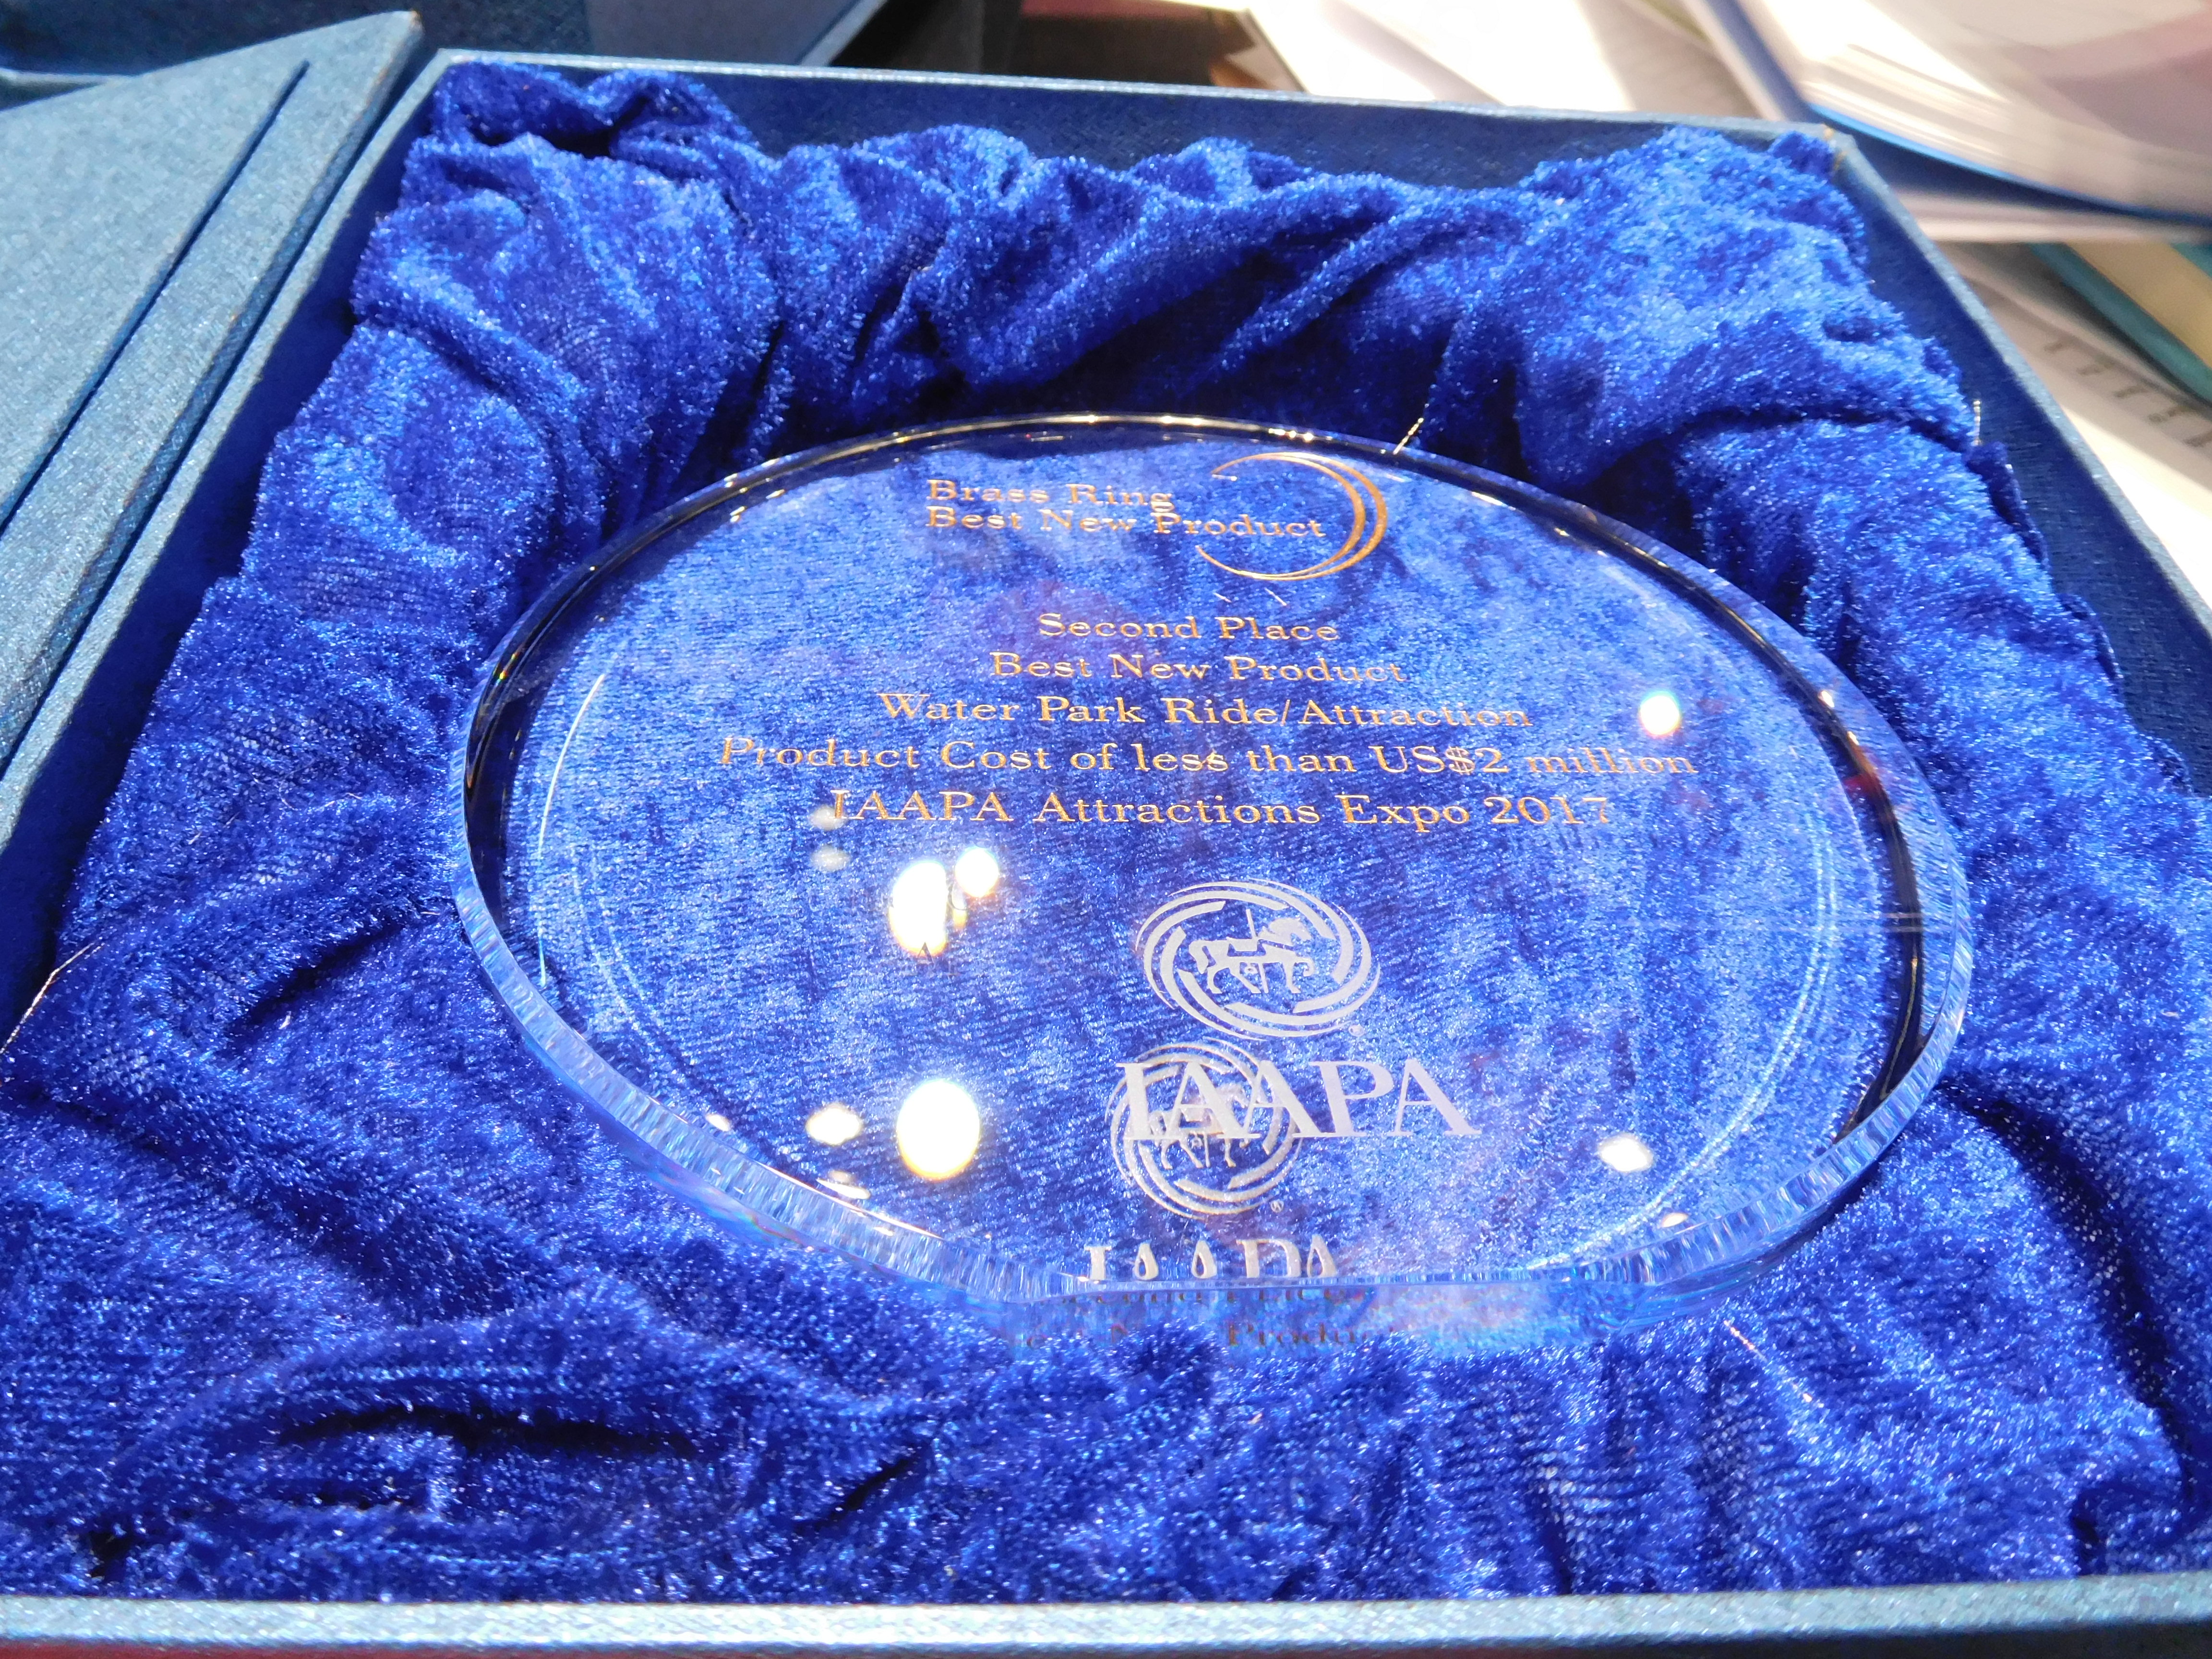 Brass Ring
Best New Product
Second Place
Best New Product
Water Park Ride/Attraction
Product Cost of less than US$2 million
IAAPA Attractions Expo 2017
IAAPA